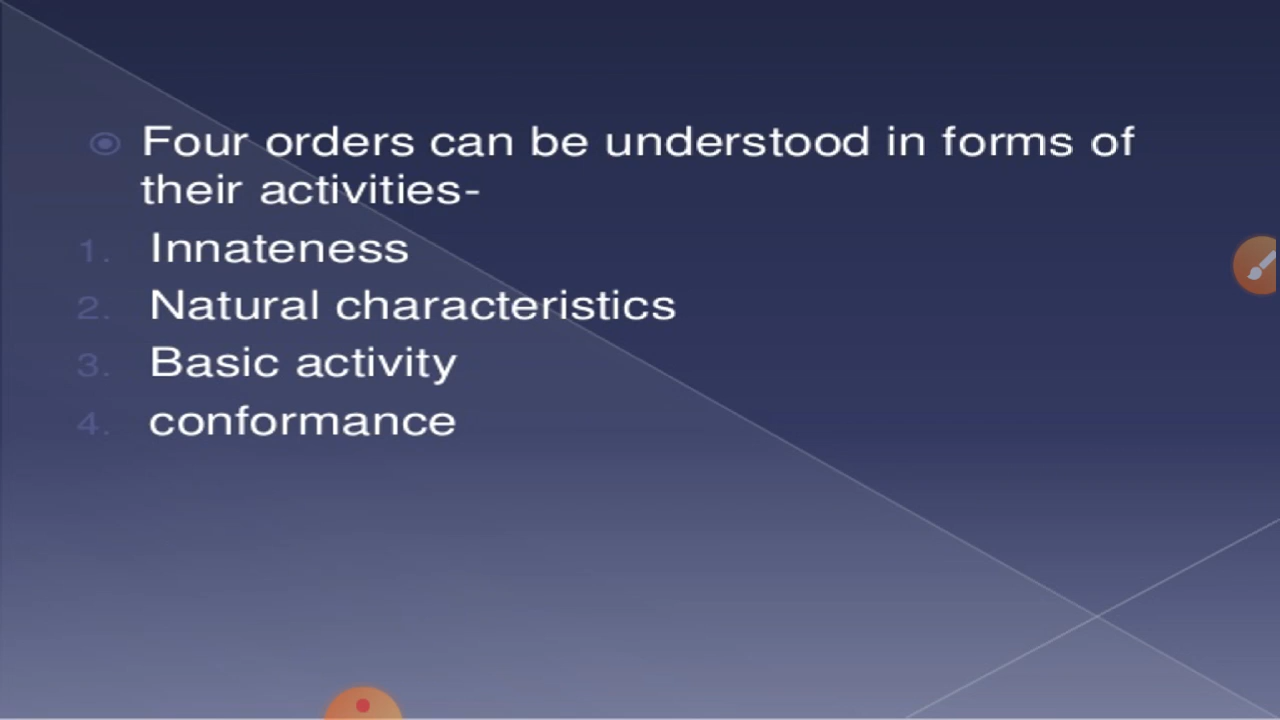 Four orders can be understood in forms of
their activities-
1. Innateness
2. Natural characteristics
3. Basic activity
4. conformance